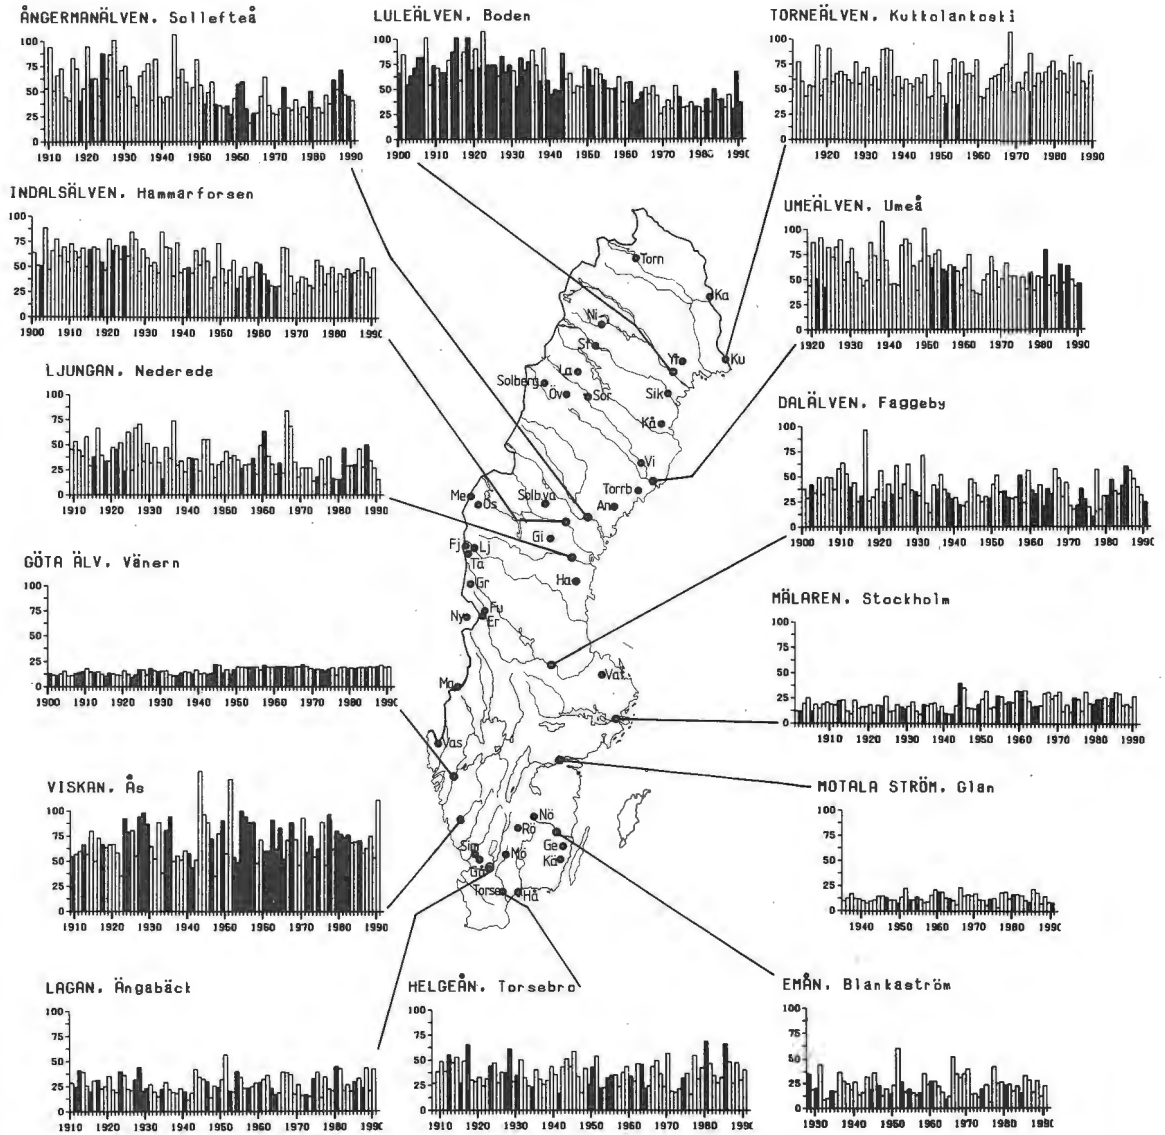 ÅNGERMANÄLVEN. Sollefteå
100
75
50
25
0
1910 1920 1930 1940 1950 1960 1970 1980 1990
LULEÄLVEN. Boden
100
75
50
25
0
1900 1910 1920 1930 1940 1950 1960 1970 1980 1990
TORNEÄLVEN. Kukkolankoski
100
75
50
25
0
1920 1930 1940 1950 1960 1970 1980 1990
INDALSÄLVEN. Hammarforsen
100
75
50
25
0
1900 1910 1920 1930 1940 1950 1960 1970 1980 1990
UMEÄLVEN. Umeå
100
75
50
25
0
1920 1930 1940 1950 1960 1970 1980 1990
LJUNGAN. Nederede
100
75
50
25
0
1910 1920 1930 1940 1950 1960 1970 1980 1990
DALÄLVEN. Fäggeby
100
75
50
25
0
1900 1910 1920 1930 1940 1950 1960 1970 1980 1990
GÖTA ÄLV. Vänern
100
75
50
25
0
1900 1910 1920 1930 1940 1950 1960 1970 1980 1990
MÄLAREN. Stockholm
100
75
50
25
0
1910 1920 1930 1940 1950 1960 1970 1980 1990
VISKAN. Ås
100
75
50
25
0
1910 1920 1930 1940 1950 1960 1970 1980 1990
MOTALA STRÖM. Glan
100
75
50
25
0
1940 1950 1960 1970 1980 1990
LAGAN. Ängabäck
100
75
50
25
0
1910 1920 1930 1940 1950 1960 1970 1980 1990
HELGEÅN. Torsebro
100
75
50
25
0
1910 1920 1930 1940 1950 1960 1970 1980 1990
EMÅN. Blankaström
100
75
50
25
0
1930 1940 1950 1960 1970 1980 1990
Torn
Ka
Ni
St
Yt
Ku
La
Solberg
Öv
Sor
Sik
Kå
Vi
Torrb
An
Me
Ös
Solb.va
Gi
Fj
Lj
Tä
Ha
Gr
Fu
Ny
Er
Vat.
Ma
Vas
Nö
Rö
Sim
Mö
Ge
Kä
Gå
Torse
Hå